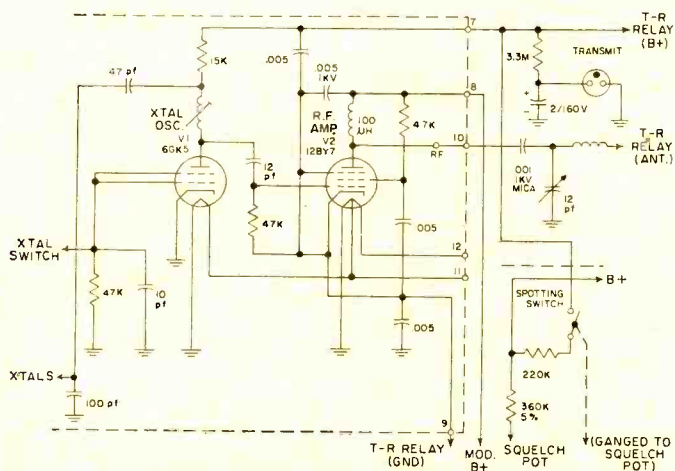 7
T-R
RELAY
(B+)
.005
15K
3.3M
TRANSMIT
47 pf
.005
1KV
8
XTAL
OSC.
R.F.
AMP.
100
μH
47K
+
-
2/160V
V1
6GK5
V2
12BY7
10
RF
T-R
RELAY
(ANT.)
12
pf
.001
1KV
MICA
12
pf
47K
.005
XTAL
SWITCH
12
11
B+
47K
10
pf
SPOTTING
SWITCH
.005
220K
XTALS
360K
5%
100 pf
9
T-R RELAY
(GND)
MOD.
B+
SQUELCH
POT
(GANGED TO
SQUELCH
POT)